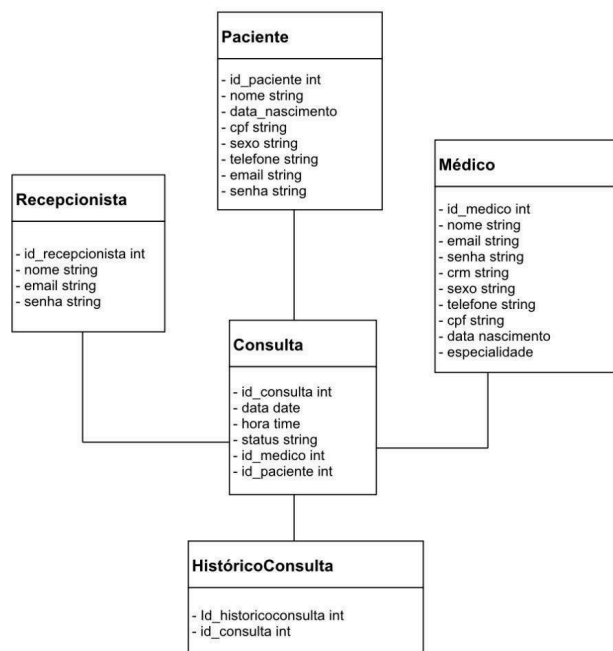 Paciente
- id_paciente int
- nome string
- data_nascimento
- cpf string
- sexo string
- telefone string
- email string
- senha string
Recepcionista
- id_recepcionista int
- nome string
- email string
- senha string
Médico
- id_medico int
- nome string
- email string
- senha string
- crm string
- sexo string
- telefone string
- cpf string
- data nascimento
- especialidade
Consulta
- id_consulta int
- data date
- hora time
- status string
- id_medico int
- id_paciente int
HistóricoConsulta
- Id_historicoconsulta int
- id_consulta int